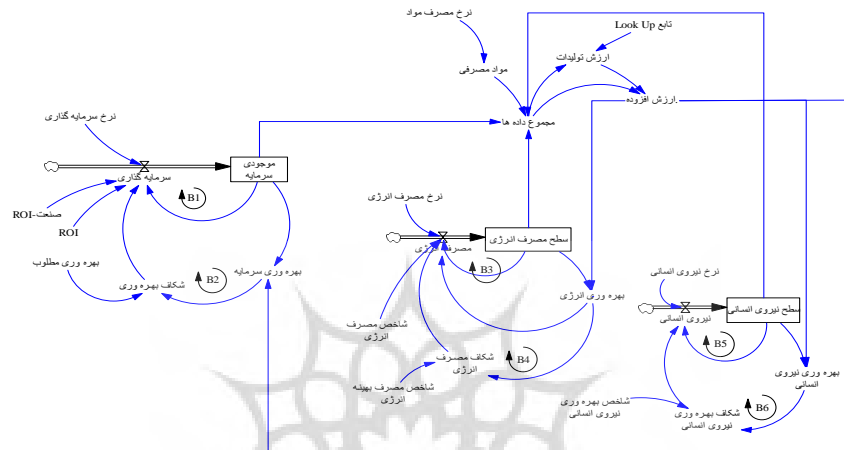 نرخ مصرف مواد
تابع Look Up
ارزش تولیدات
مواد مصرفی
ارزش افزوده
مجموع داده ها
نرخ سرمایه گذاری
موجودی
سرمایه
سرمایه گذاری
B1
ROI-صنعت
ROI
بهره وری مطلوب
شکاف بهره وری
B2
بهره وری سرمایه
نرخ مصرف انرژی
سطح مصرف انرژی
مصرف انرژی
B3
بهره وری انرژی
شاخص مصرف
انرژی
شکاف مصرف
انرژی
B4
شاخص مصرف بهینه
انرژی
نرخ نیروی انسانی
سطح نیروی انسانی
نیروی انسانی
B5
بهره وری نیروی
انسانی
شاخص بهره وری
نیروی انسانی
شکاف بهره وری
نیروی انسانی
B6